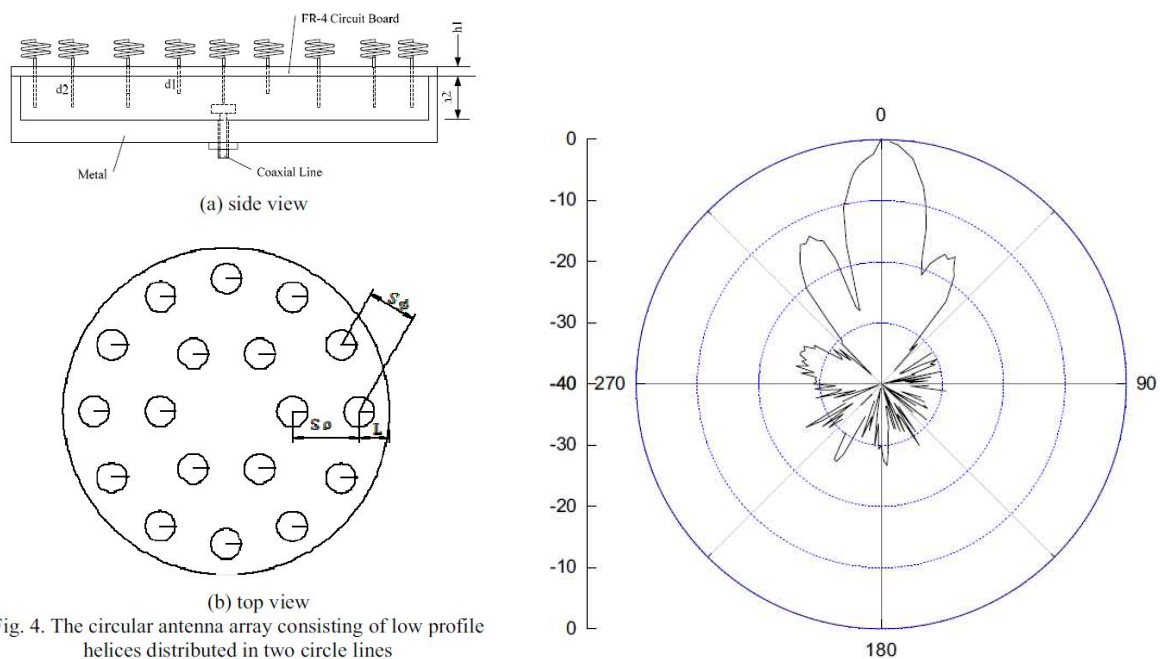 FR-4 Circuit Board
h1
d2
d1
h2
Metal
Coaxial Line
(a) side view
Sϕ
Sø
L
(b) top view
Fig. 4. The circular antenna array consisting of low profile
helices distributed in two circle lines
0
0
-10
-20
-30
-40
270
90
-30
-20
-10
0
180